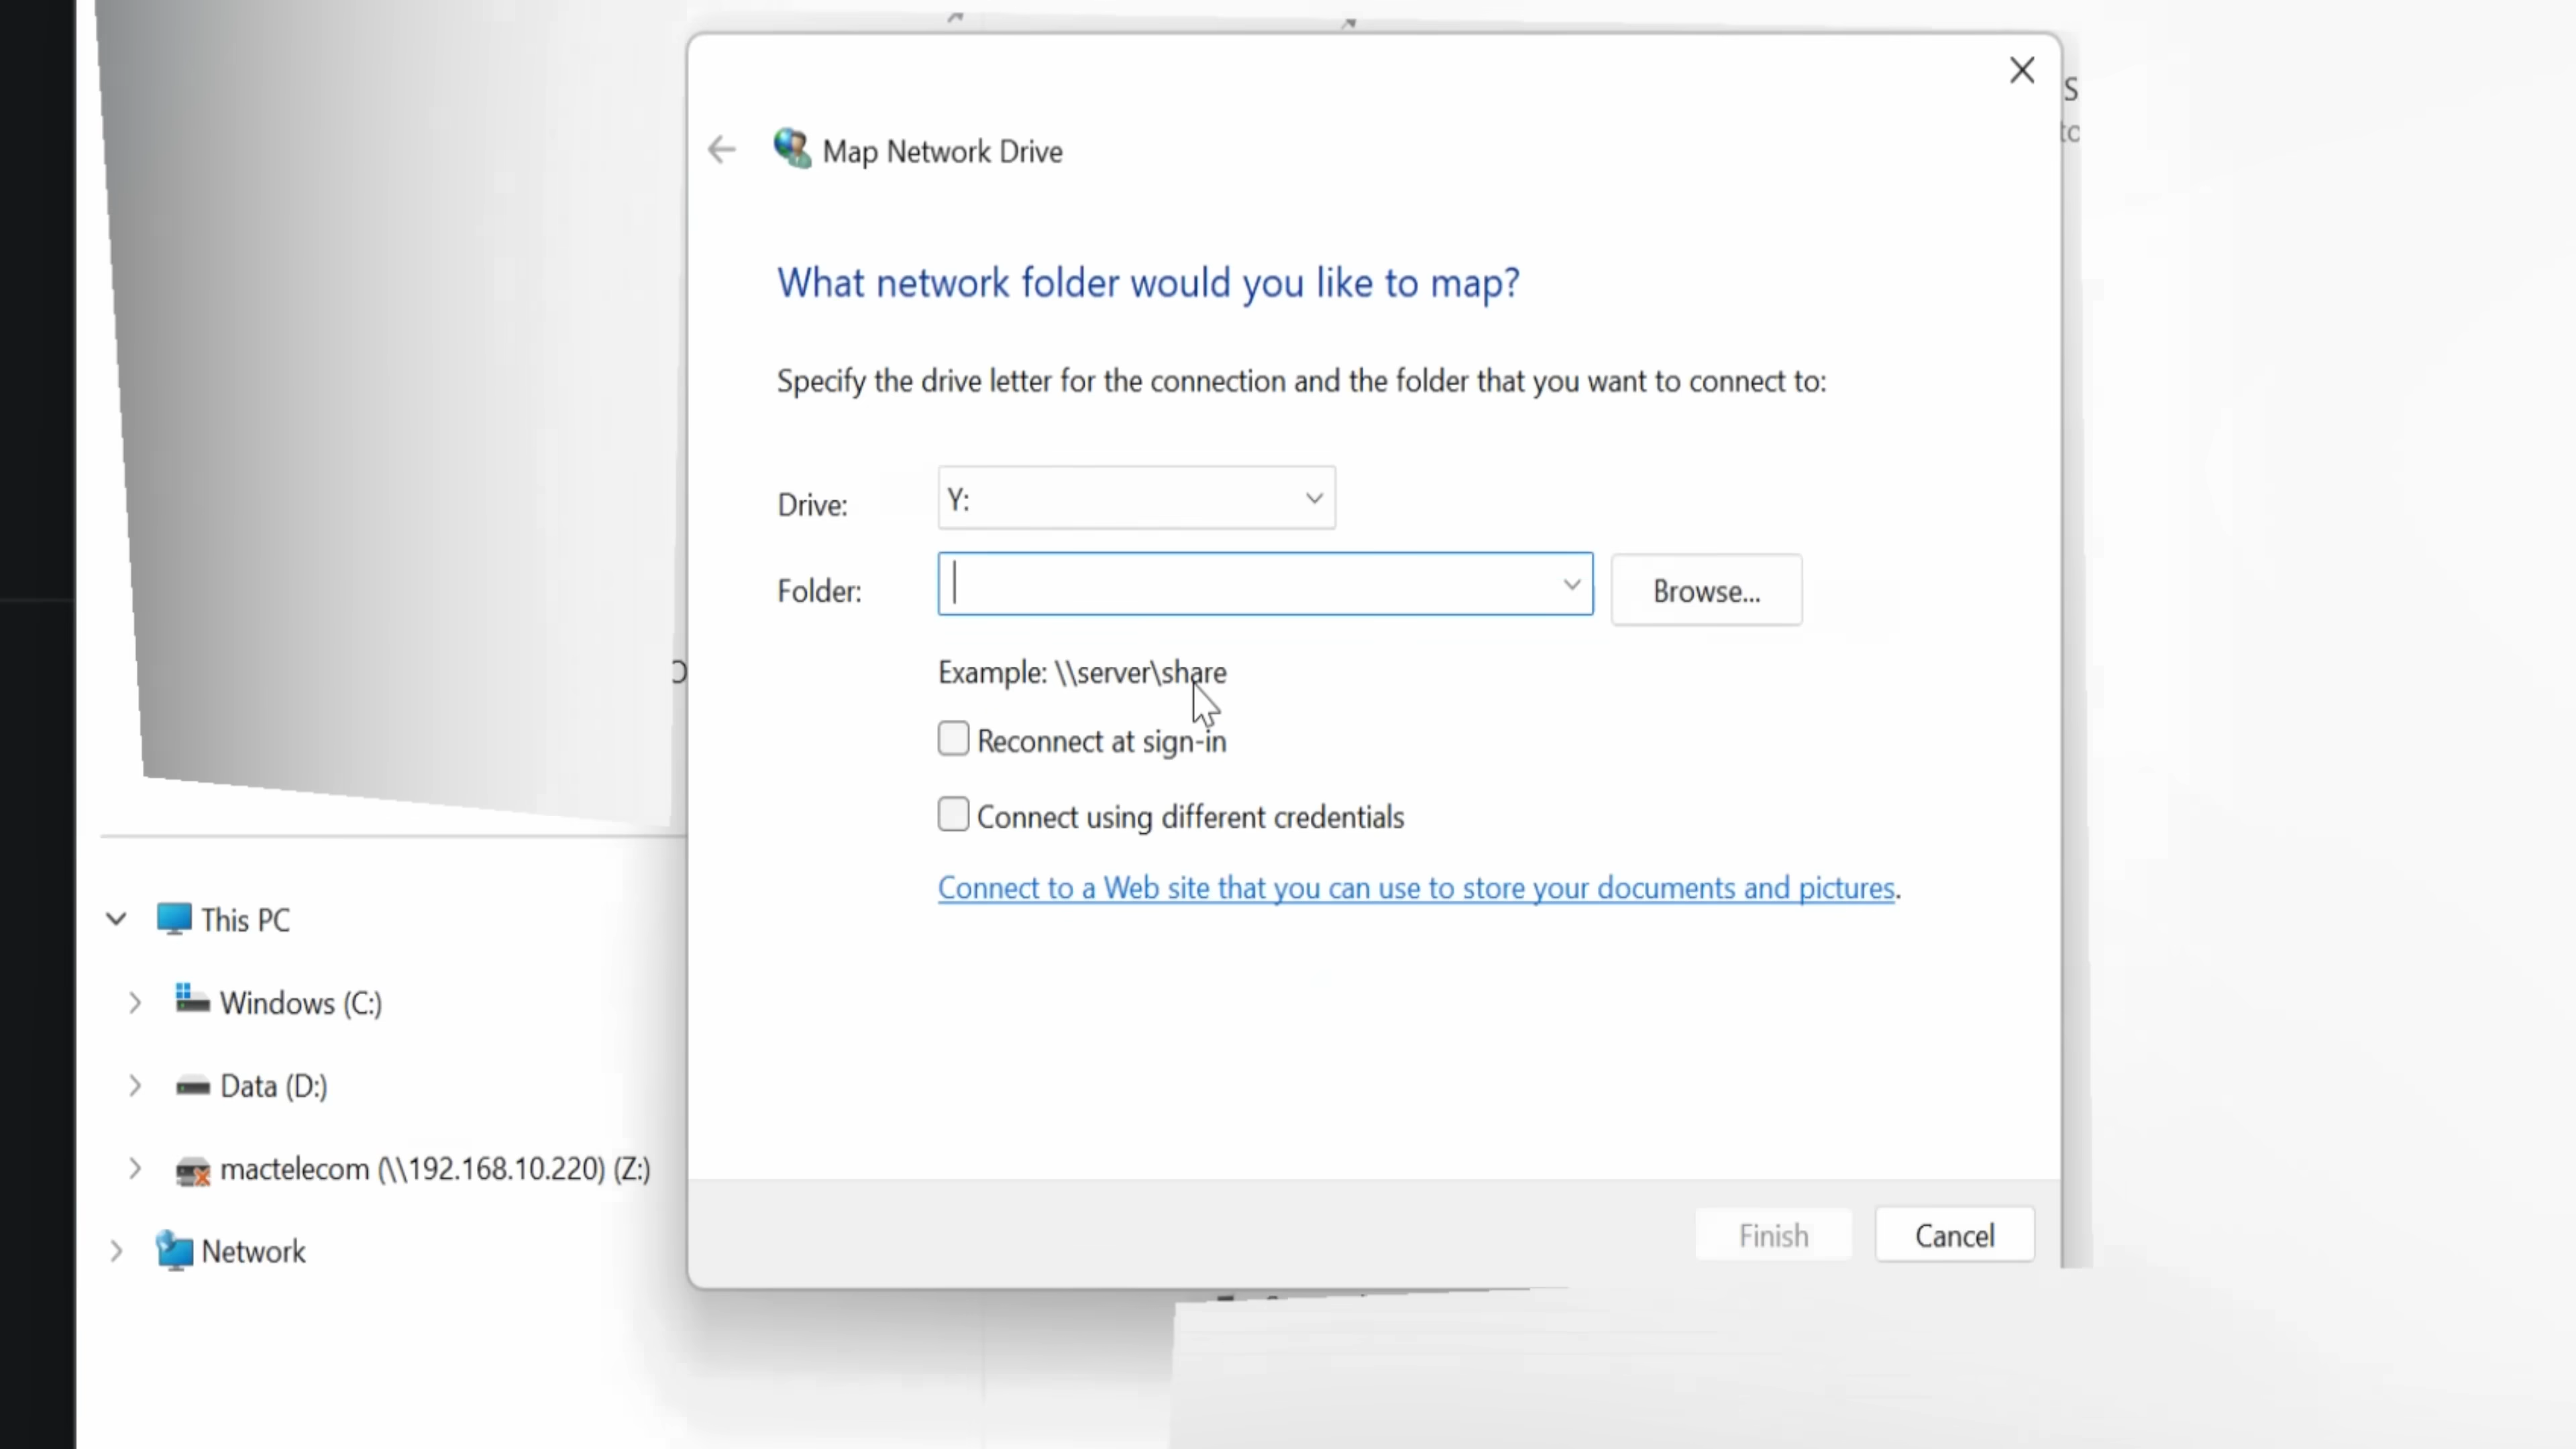 Map Network Drive
What network folder would you like to map?
Specify the drive letter for the connection and the folder that you want to connect to:
Drive: Y:
Folder: Browse...
Example: \\server\share
Reconnect at sign-in
Connect using different credentials
Connect to a Web site that you can use to store your documents and pictures.
This PC
Windows (C:)
Data (D:)
mactelecom (\\192.168.10.220) (Z:)
Network
Finish Cancel